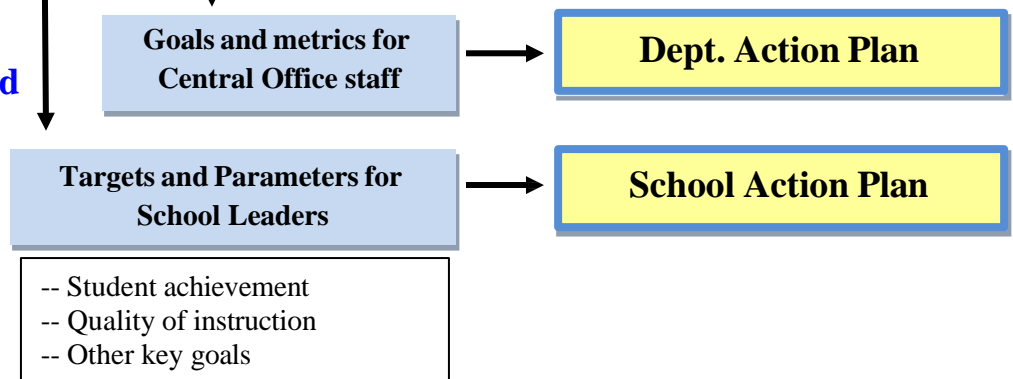 Goals and metrics for
Central Office staff
Dept. Action Plan
d
Targets and Parameters for
School Leaders
School Action Plan
-- Student achievement
-- Quality of instruction
-- Other key goals